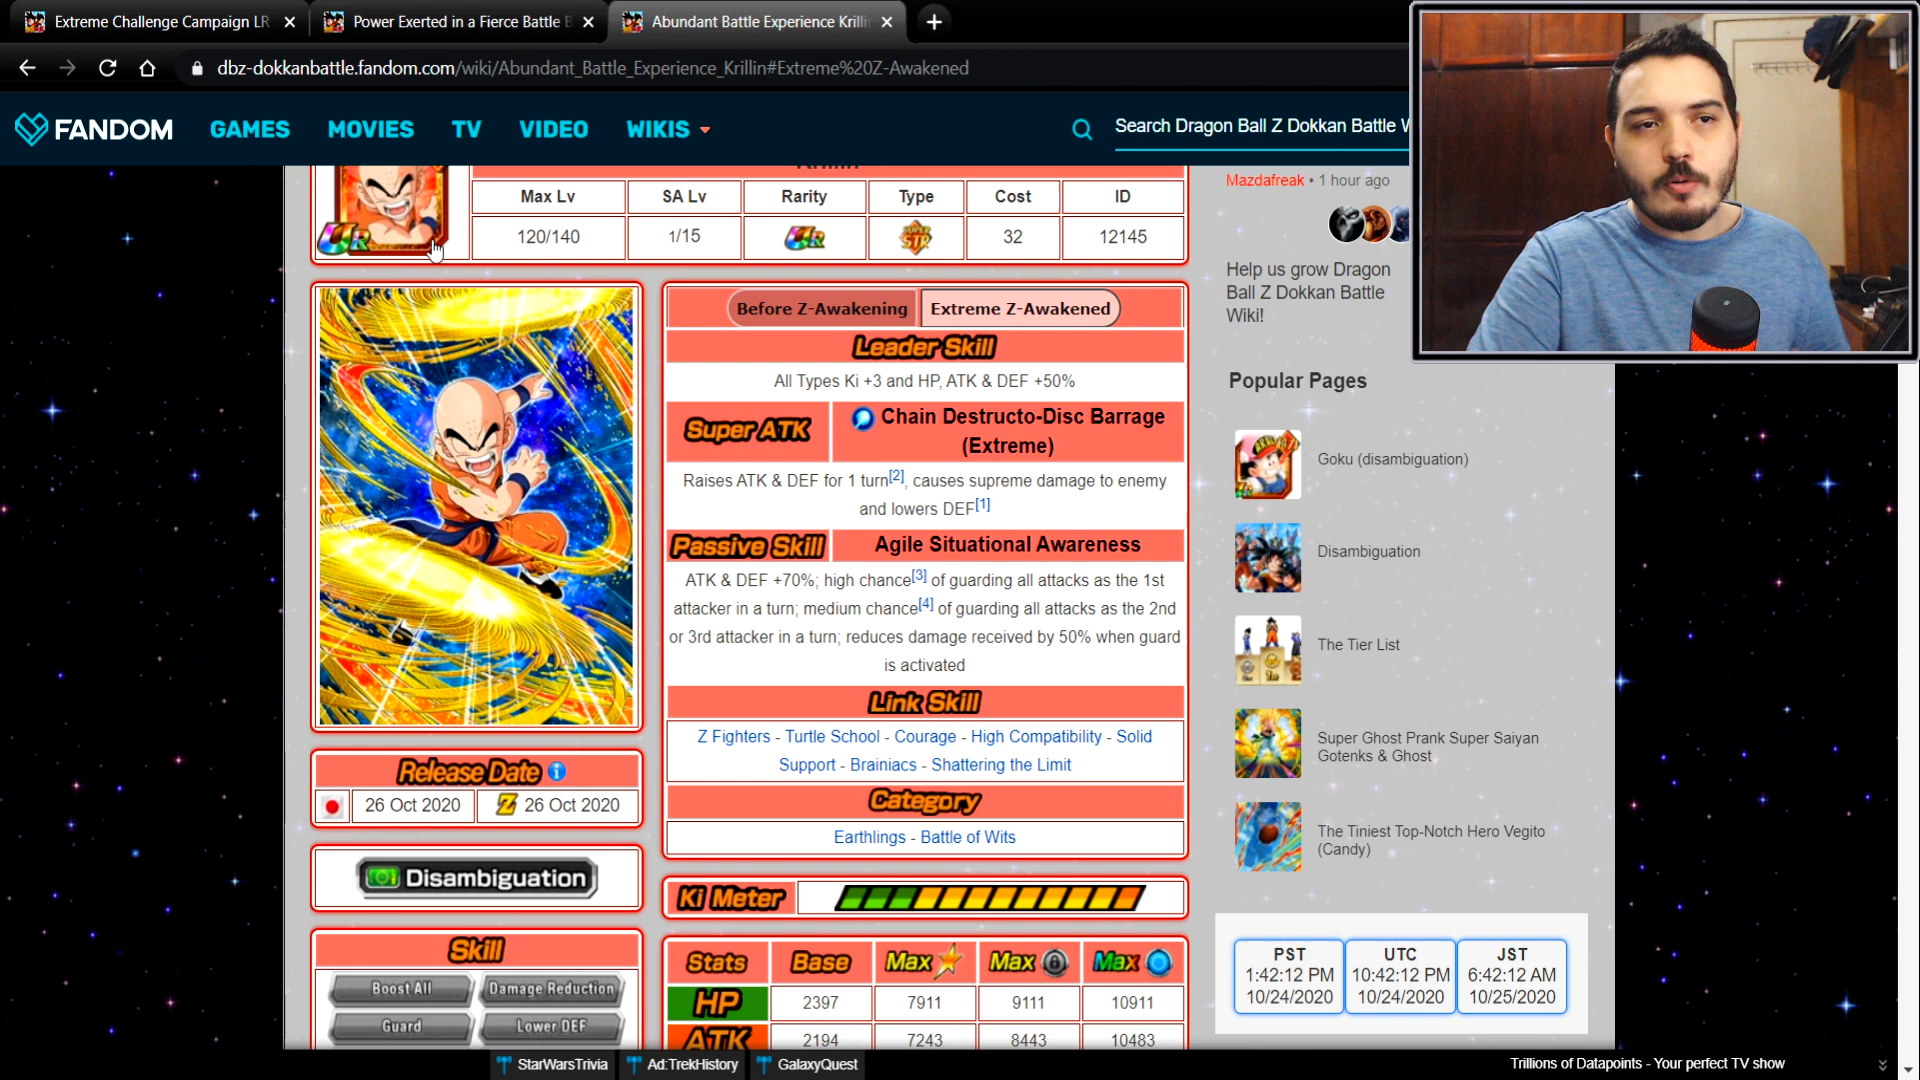 Extreme Challenge Campaign LR
Power Exerted in a Fierce Battle
Abundant Battle Experience Krillin
dbz-dokkanbattle.fandom.com/wiki/Abundant_Battle_Experience_Krillin#Extreme%20Z-Awakened
FANDOM
GAMES
MOVIES
TV
VIDEO
WIKIS
Search Dragon Ball Z Dokkan Battle W
Krillin
Max Lv
SA Lv
Rarity
Type
Cost
ID
UR
120/140
1/15
UR
SUPER STR
32
12145
Mazdafreak • 1 hour ago
Help us grow Dragon
Ball Z Dokkan Battle
Wiki!
Before Z-Awakening
Extreme Z-Awakened
Leader Skill
All Types Ki +3 and HP, ATK & DEF +50%
Super ATK
Chain Destructo-Disc Barrage
(Extreme)
Raises ATK & DEF for 1 turn[2], causes supreme damage to enemy
and lowers DEF[1]
Passive Skill
Agile Situational Awareness
ATK & DEF +70%; high chance[3] of guarding all attacks as the 1st
attacker in a turn; medium chance[4] of guarding all attacks as the 2nd
or 3rd attacker in a turn; reduces damage received by 50% when guard
is activated
Link Skill
Z Fighters - Turtle School - Courage - High Compatibility - Solid
Support - Brainiacs - Shattering the Limit
Category
Earthlings - Battle of Wits
Release Date
26 Oct 2020
Z 26 Oct 2020
Disambiguation
Ki Meter
Skill
Boost All
Damage Reduction
Guard
Lower DEF
Stats
Base
Max
Max
Max
HP
2397
7911
9111
10911
ATK
2194
7243
8443
10483
Popular Pages
Goku (disambiguation)
Disambiguation
The Tier List
Super Ghost Prank Super Saiyan
Gotenks & Ghost
The Tiniest Top-Notch Hero Vegito
(Candy)
PST
1:42:12 PM
10/24/2020
UTC
10:42:12 PM
10/24/2020
JST
6:42:12 AM
10/25/2020
StarWarsTrivia
Ad:TrekHistory
GalaxyQuest
Trillions of Datapoints - Your perfect TV show